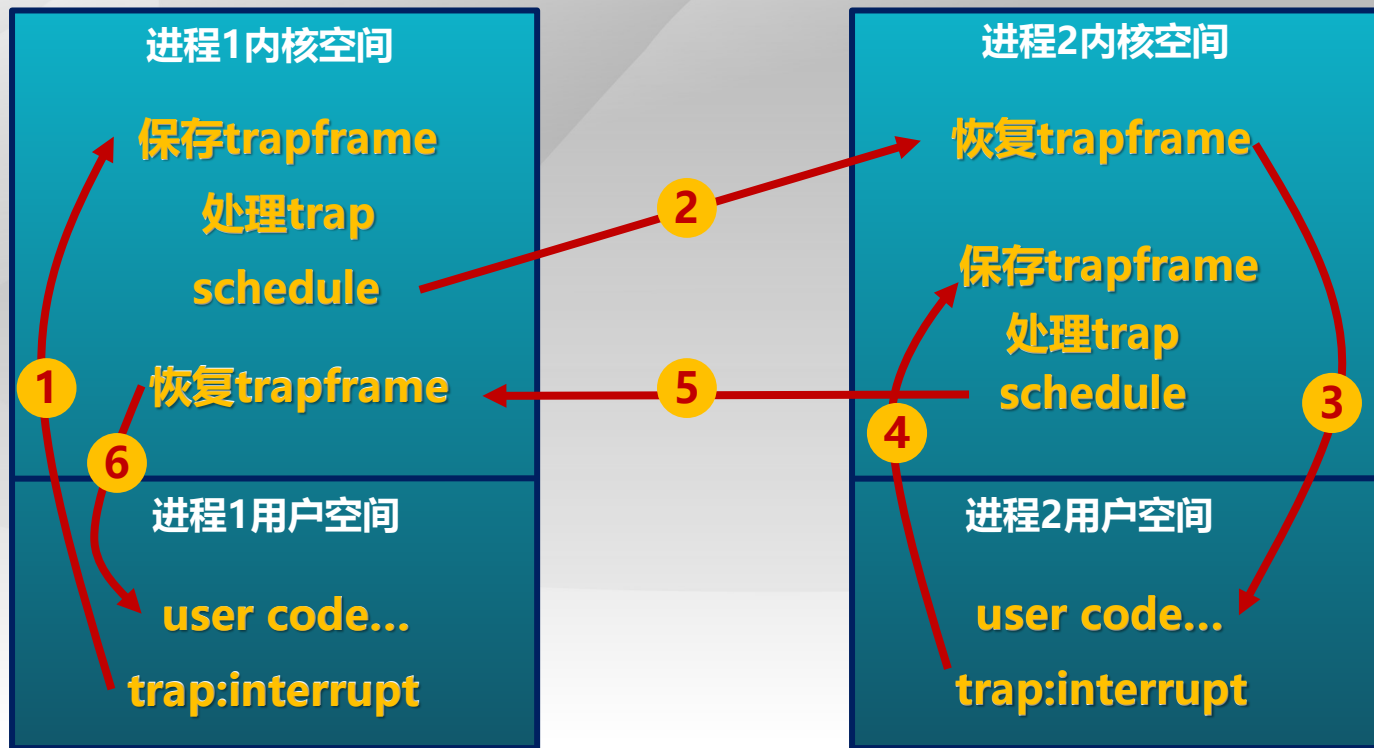 进程1内核空间
保存trapframe
处理trap
schedule
恢复trapframe
1
6
进程1用户空间
user code...
trap:interrupt
2
5
进程2内核空间
恢复trapframe
保存trapframe
处理trap
schedule
3
4
进程2用户空间
user code...
trap:interrupt